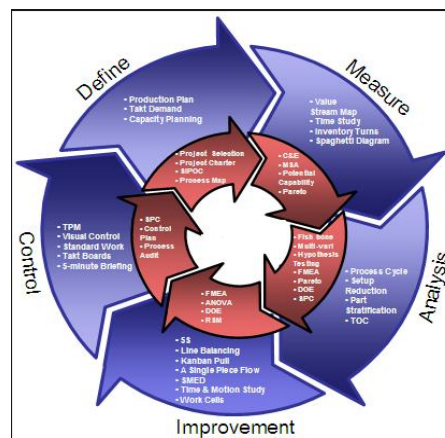 Define
- Production Plan
- Takt Demand
- Capacity Planning
Measure
- Value
Stream Map
- Time Study
- Inventory Turns
- Spaghetti Diagram
Analysis
- Process Cycle
- Setup
Reduction
- Part
Stratification
- TOC
Improvement
- 5S
- Line Balancing
- Kanban Pull
- A Single Piece Flow
- SMED
- Time & Motion Study
- Work Cells
Control
- TPM
- Visual Control
- Standard Work
- Takt Boards
- 5-minute Briefing
- Project Selection
- Project Charter
- SIPOC
- Process Map
- C&E
- MSA
- Potential
Capability
- Pareto
- Fish bone
- Multi-vari
- Hypothesis
Testing
- FMEA
- Pareto
- DOE
- SPC
- FMEA
- ANOVA
- DOE
- RSM
- SPC
- Control
Plan
- Process
Audit